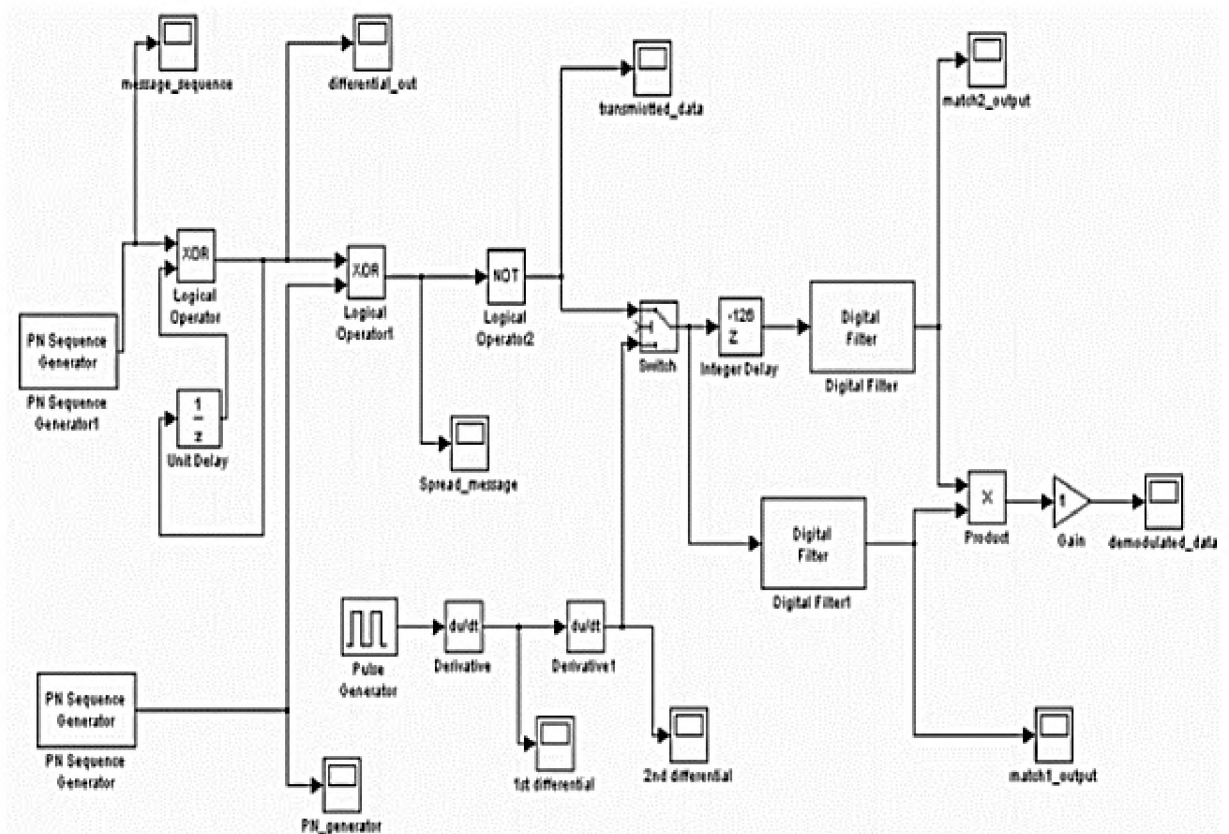 message_sequence
differential_out
transmiotted_data
match2_output
XOR
Logical
Operator
XOR
Logical
Operator1
NOT
Logical
Operator2
Switch
-126
Z
Integer Delay
Digital
Filter
Digital Filter
PN Sequence
Generator
PN Sequence
Generator1
1
z
Unit Delay
Spread_message
Digital
Filter
Digital Filter1
X
Product
1
Gain
demodulated_data
Pulse
Generator
du/dt
Derivative
du/dt
Derivative1
PN Sequence
Generator
PN Sequence
Generator
PN_generator
1st differential
2nd differential
match1_output